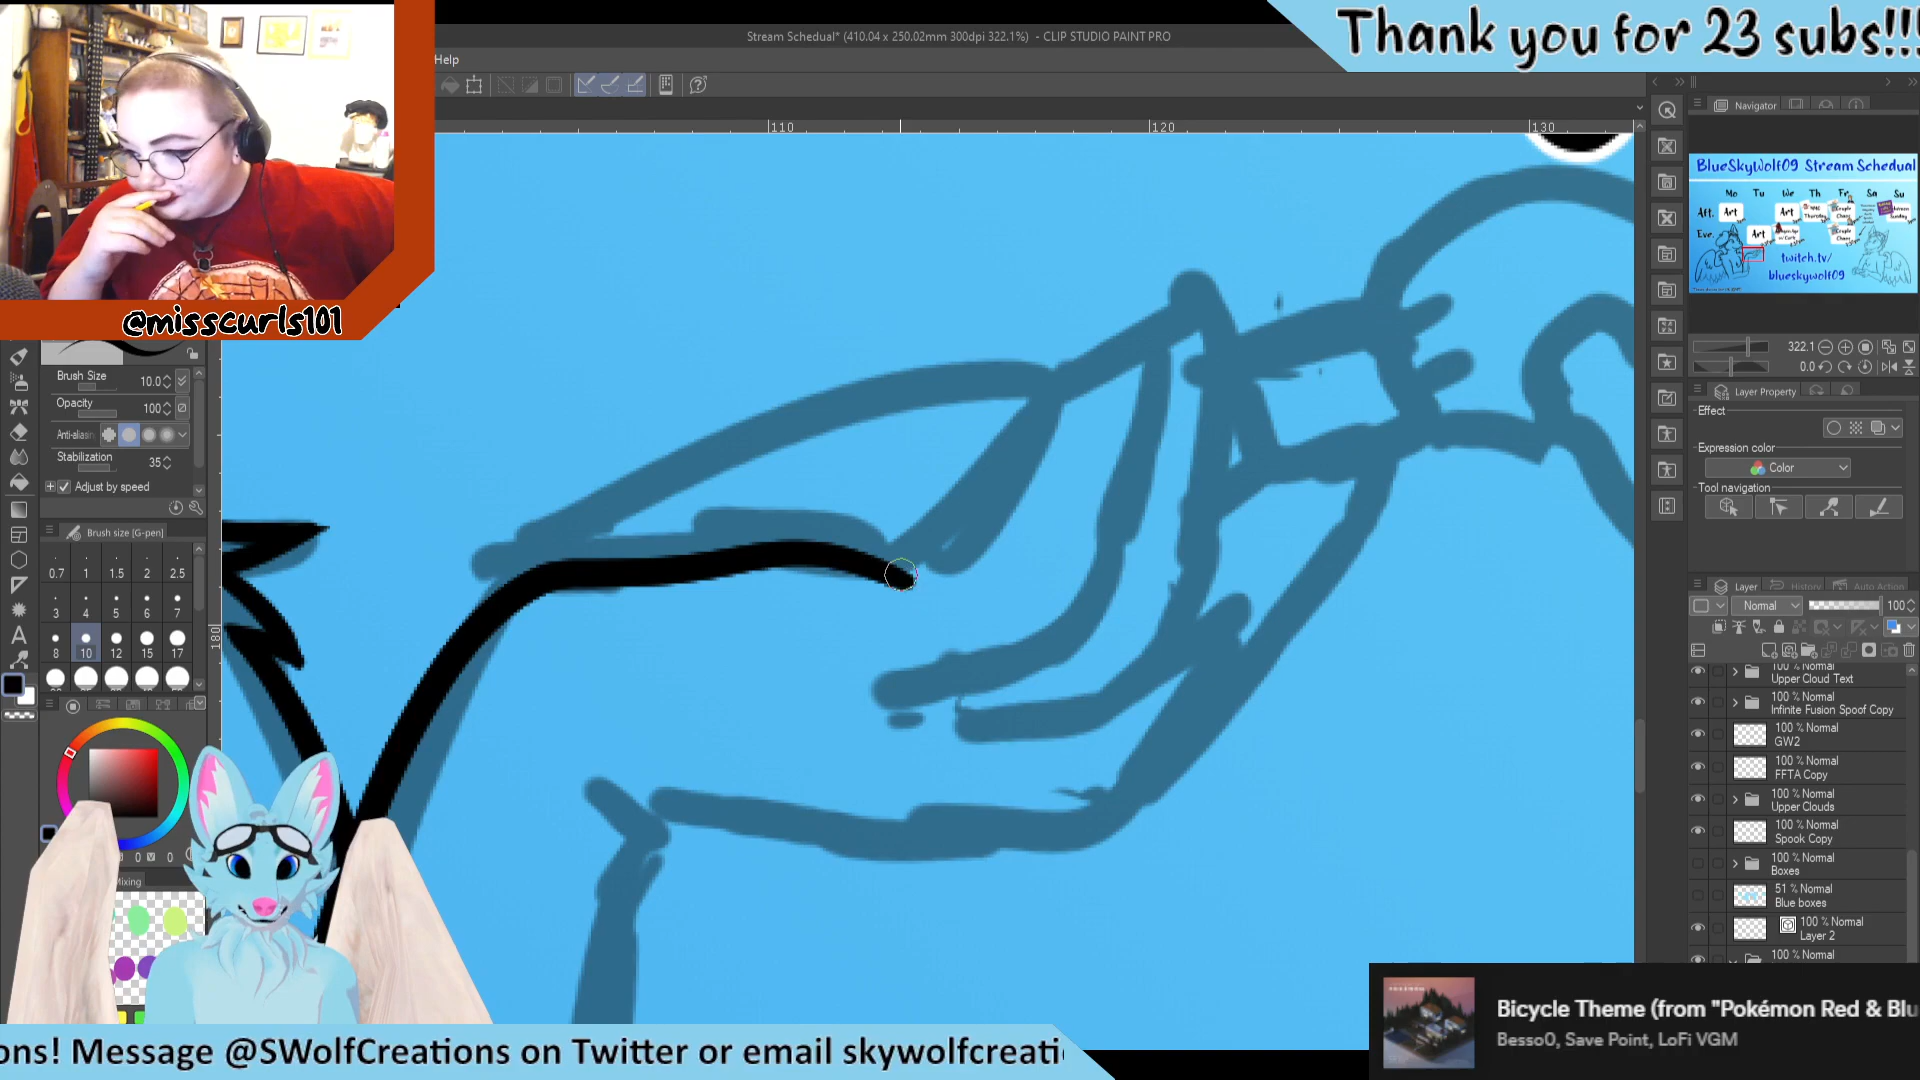 Thank you for 23 subs!!!
Stream Schedual* (410.04 x 250.02mm 300dpi 322.1%) - CLIP STUDIO PAINT PRO
Help
110
120
130
180
@misscurls101
Brush Size
10.0
Opacity
100
Anti-aliasin
Stabilization
35
Adjust by speed
Brush size [G-pen]
0.7 1 1.5 2 2.5
3 4 5 6 7
8 10 12 15 17
Mixing
Navigator
BlueSkyWolf09 Stream Schedual
Mo Tu We Th Fr Sa Su
Aft. Art Art
Eve. Art
twitch.tv/
blueskywolf09
322.1
0.0
Layer Property
Effect
Expression color
Color
Tool navigation
Layer History Auto Action
Normal 100
100 % Normal
Upper Cloud Text
100 % Normal
Infinite Fusion Spoof Copy
100 % Normal
GW2
100 % Normal
FFTA Copy
100 % Normal
Upper Clouds
100 % Normal
Spook Copy
100 % Normal
Boxes
51 % Normal
Blue boxes
100 % Normal
Layer 2
100 % Normal
Bicycle Theme (from "Pokémon Red & Blu
Besso0, Save Point, LoFi VGM
ons! Message @SWolfCreations on Twitter or email skywolfcreati